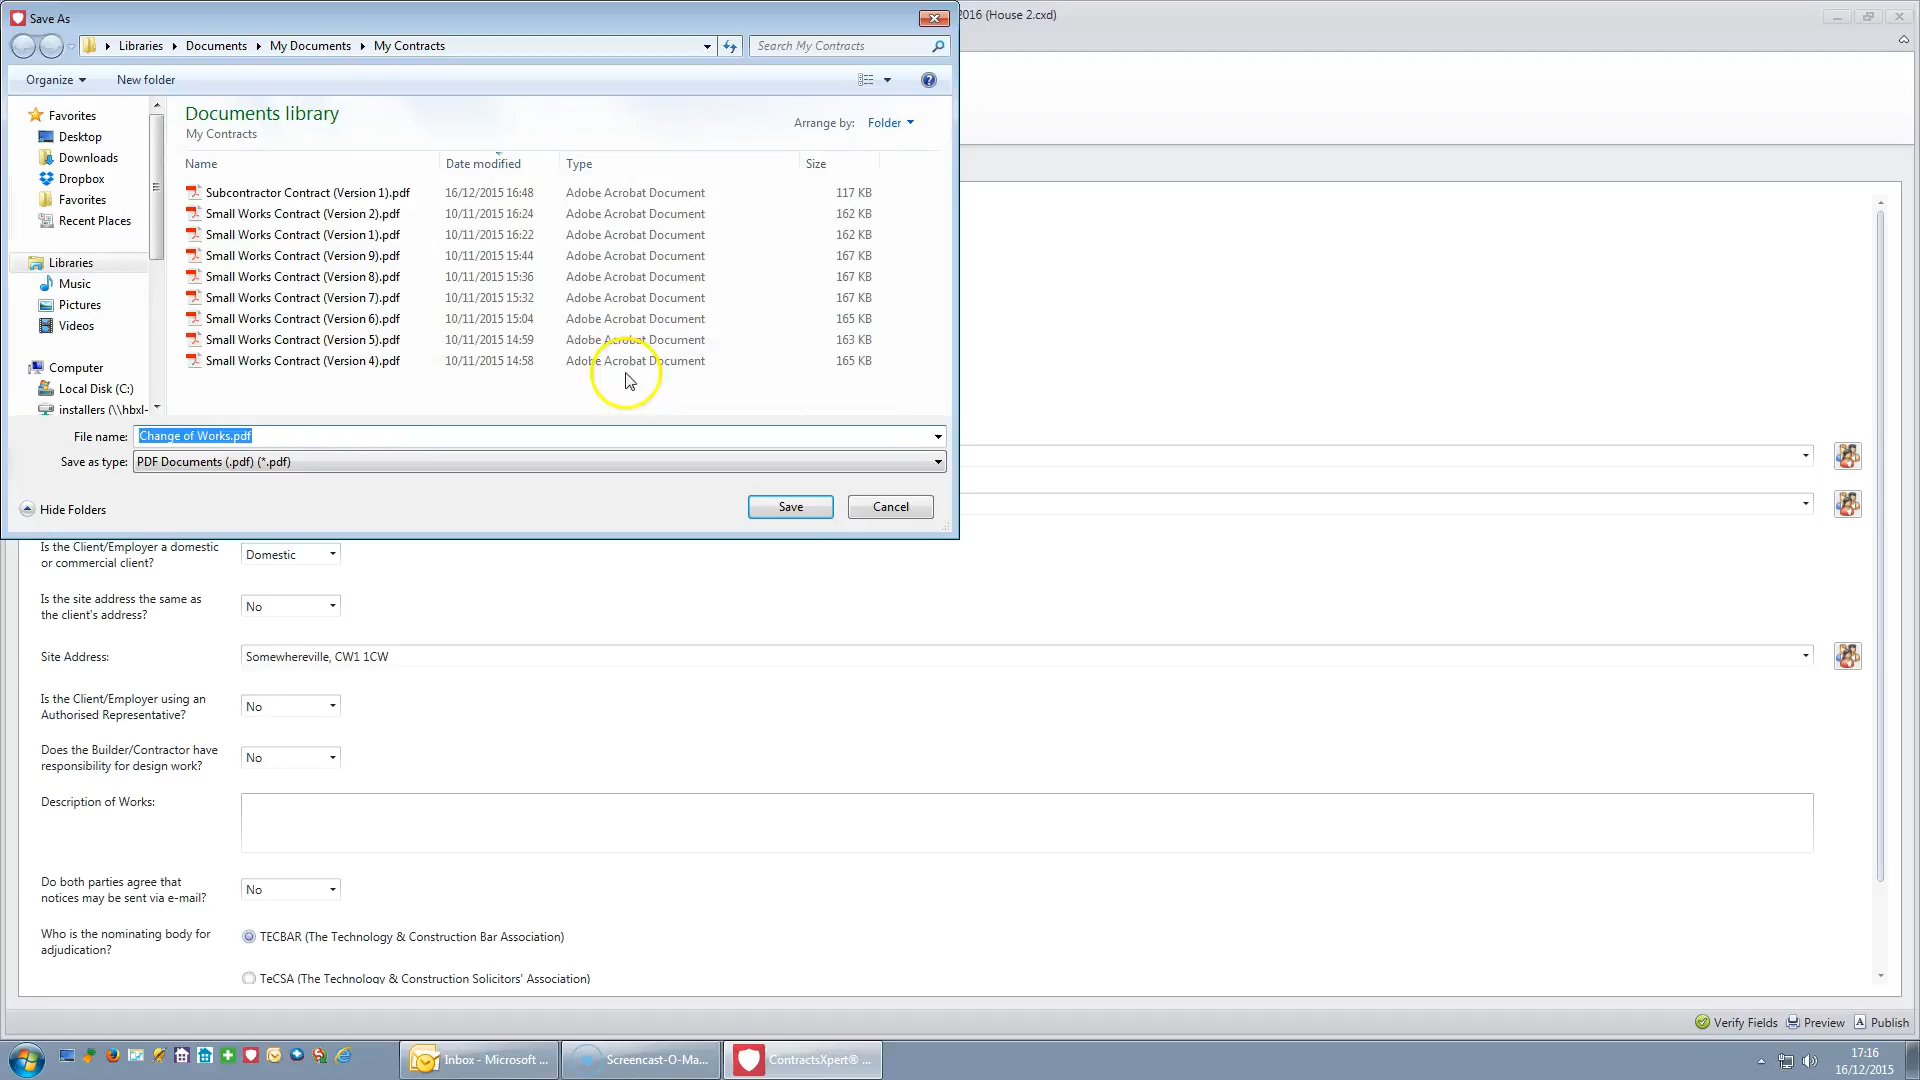 Save As
2016 (House 2.cxd)
Libraries
Documents
My Documents
My Contracts
Search My Contracts
Organize
New folder
Favorites
Desktop
Downloads
Dropbox
Favorites
Recent Places
Libraries
Music
Pictures
Videos
Computer
Local Disk (C:)
installers (\\hbxl-
Documents library
My Contracts
Arrange by: Folder
Name Date modified Type Size
Subcontractor Contract (Version 1).pdf 16/12/2015 16:48 Adobe Acrobat Document 117 KB
Small Works Contract (Version 2).pdf 10/11/2015 16:24 Adobe Acrobat Document 162 KB
Small Works Contract (Version 1).pdf 10/11/2015 16:22 Adobe Acrobat Document 162 KB
Small Works Contract (Version 9).pdf 10/11/2015 15:44 Adobe Acrobat Document 167 KB
Small Works Contract (Version 8).pdf 10/11/2015 15:36 Adobe Acrobat Document 167 KB
Small Works Contract (Version 7).pdf 10/11/2015 15:32 Adobe Acrobat Document 167 KB
Small Works Contract (Version 6).pdf 10/11/2015 15:04 Adobe Acrobat Document 165 KB
Small Works Contract (Version 5).pdf 10/11/2015 14:59 Adobe Acrobat Document 163 KB
Small Works Contract (Version 4).pdf 10/11/2015 14:58 Adobe Acrobat Document 165 KB
File name: Change of Works.pdf
Save as type: PDF Documents (.pdf) (*.pdf)
Hide Folders
Save
Cancel
Is the Client/Employer a domestic
or commercial client?
Domestic
Is the site address the same as
the client's address?
No
Site Address:
Somewhereville, CW1 1CW
Is the Client/Employer using an
Authorised Representative?
No
Does the Builder/Contractor have
responsibility for design work?
No
Description of Works:
Do both parties agree that
notices may be sent via e-mail?
No
Who is the nominating body for
adjudication?
TECBAR (The Technology & Construction Bar Association)
TeCSA (The Technology & Construction Solicitors' Association)
Verify Fields
Preview
Publish
Inbox - Microsoft ...
Screencast-O-Ma...
ContractsXpert® ...
17:16
16/12/2015